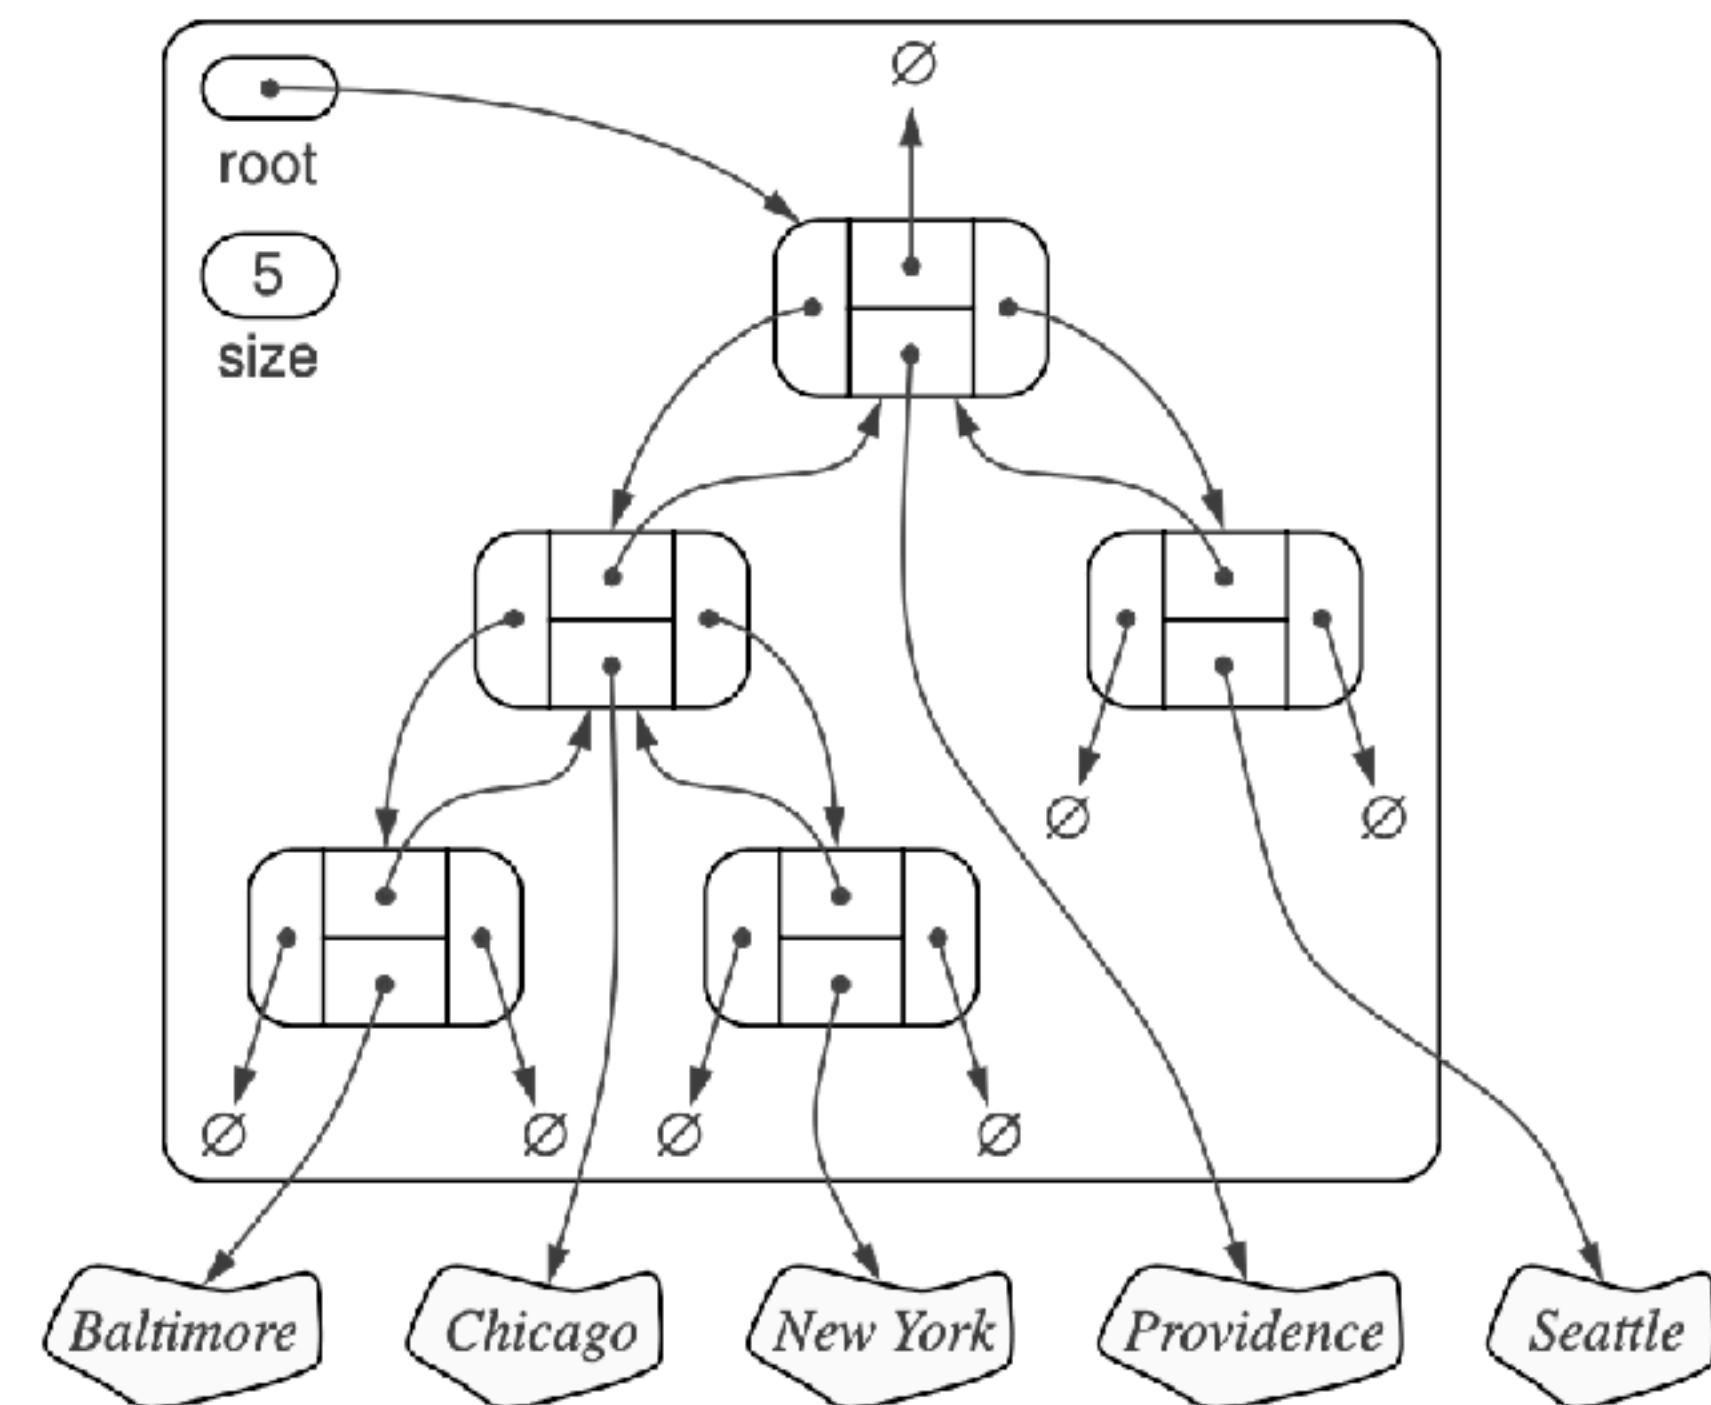 ∅
root
5
size
∅ ∅
∅ ∅ ∅ ∅
Baltimore Chicago New York Providence Seattle